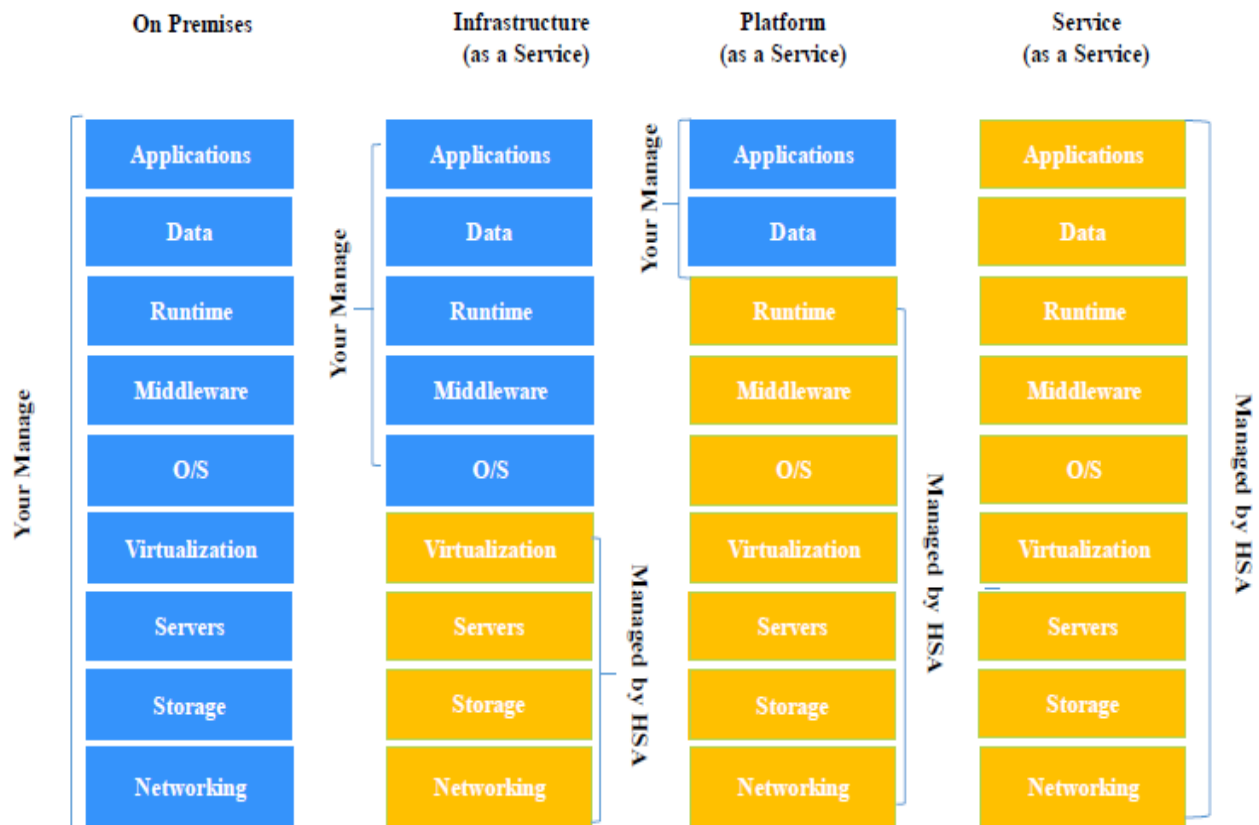 On Premises
Infrastructure
(as a Service)
Platform
(as a Service)
Service
(as a Service)
Your Manage
Applications
Data
Runtime
Middleware
O/S
Virtualization
Servers
Storage
Networking
Your Manage
Applications
Data
Runtime
Middleware
O/S
Virtualization
Servers
Storage
Networking
Managed by HSA
Your Manage
Applications
Data
Runtime
Middleware
O/S
Virtualization
Servers
Storage
Networking
Managed by HSA
Applications
Data
Runtime
Middleware
O/S
Virtualization
Servers
Storage
Networking
Managed by HSA